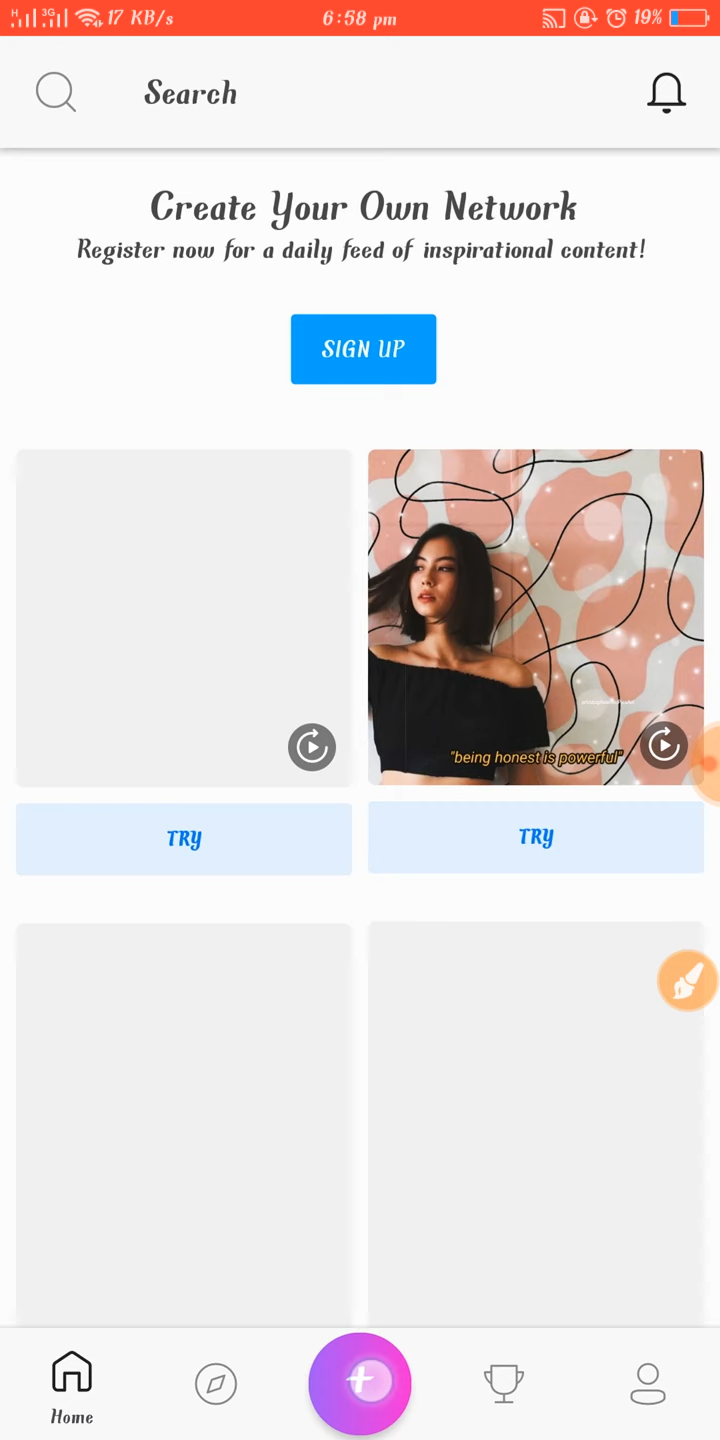 H 3G 17 KB/s 6:58 pm 19%
Search
Create Your Own Network
Register now for a daily feed of inspirational content!
SIGN UP
"being honest is powerful"
TRY TRY
Home